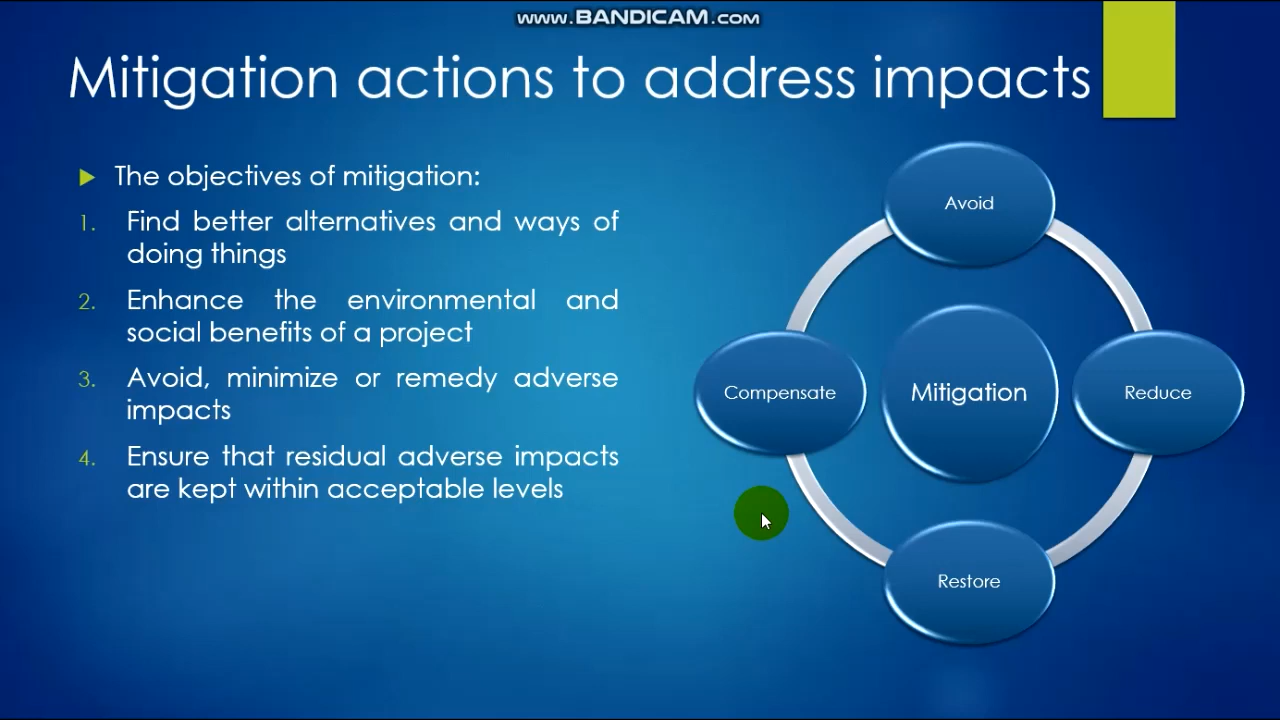 www.BANDICAM.com
Mitigation actions to address impacts
The objectives of mitigation:
1. Find better alternatives and ways of
doing things
2. Enhance the environmental and
social benefits of a project
3. Avoid, minimize or remedy adverse
impacts
4. Ensure that residual adverse impacts
are kept within acceptable levels
Avoid
Compensate
Mitigation
Reduce
Restore